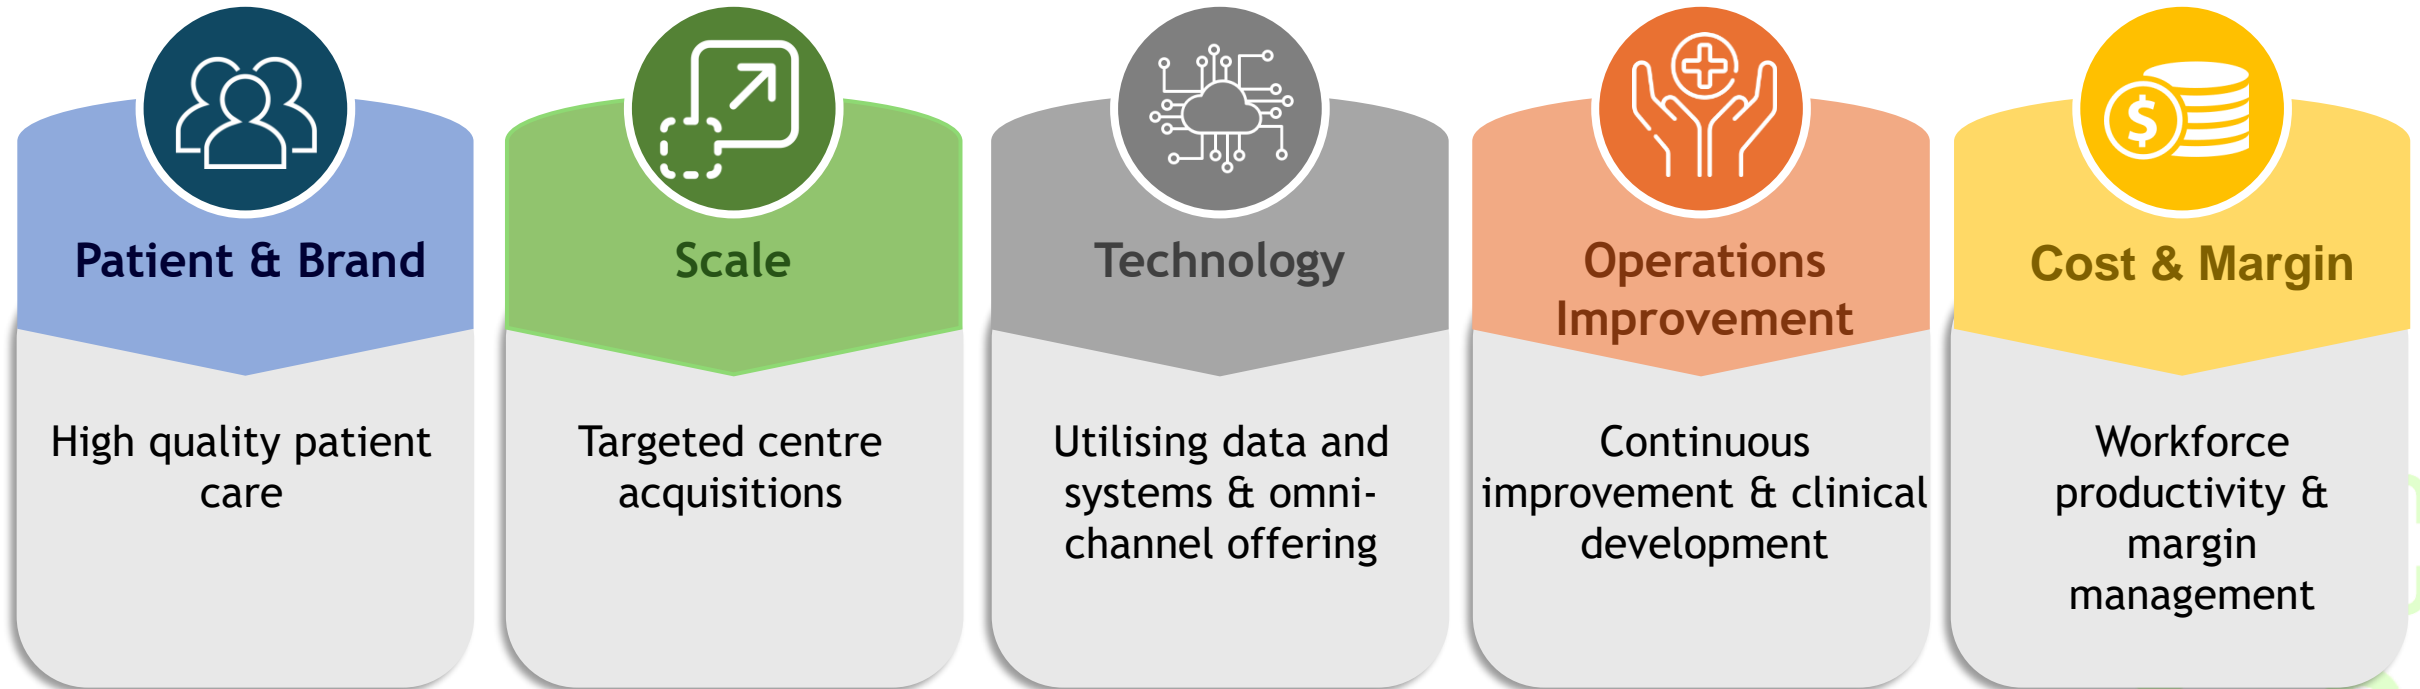 Patient & Brand
High quality patient
care
Scale
Targeted centre
acquisitions
Technology
Utilising data and
systems & omni-
channel offering
Operations
Improvement
Continuous
improvement & clinical
development
$
Cost & Margin
Workforce
productivity &
margin
management